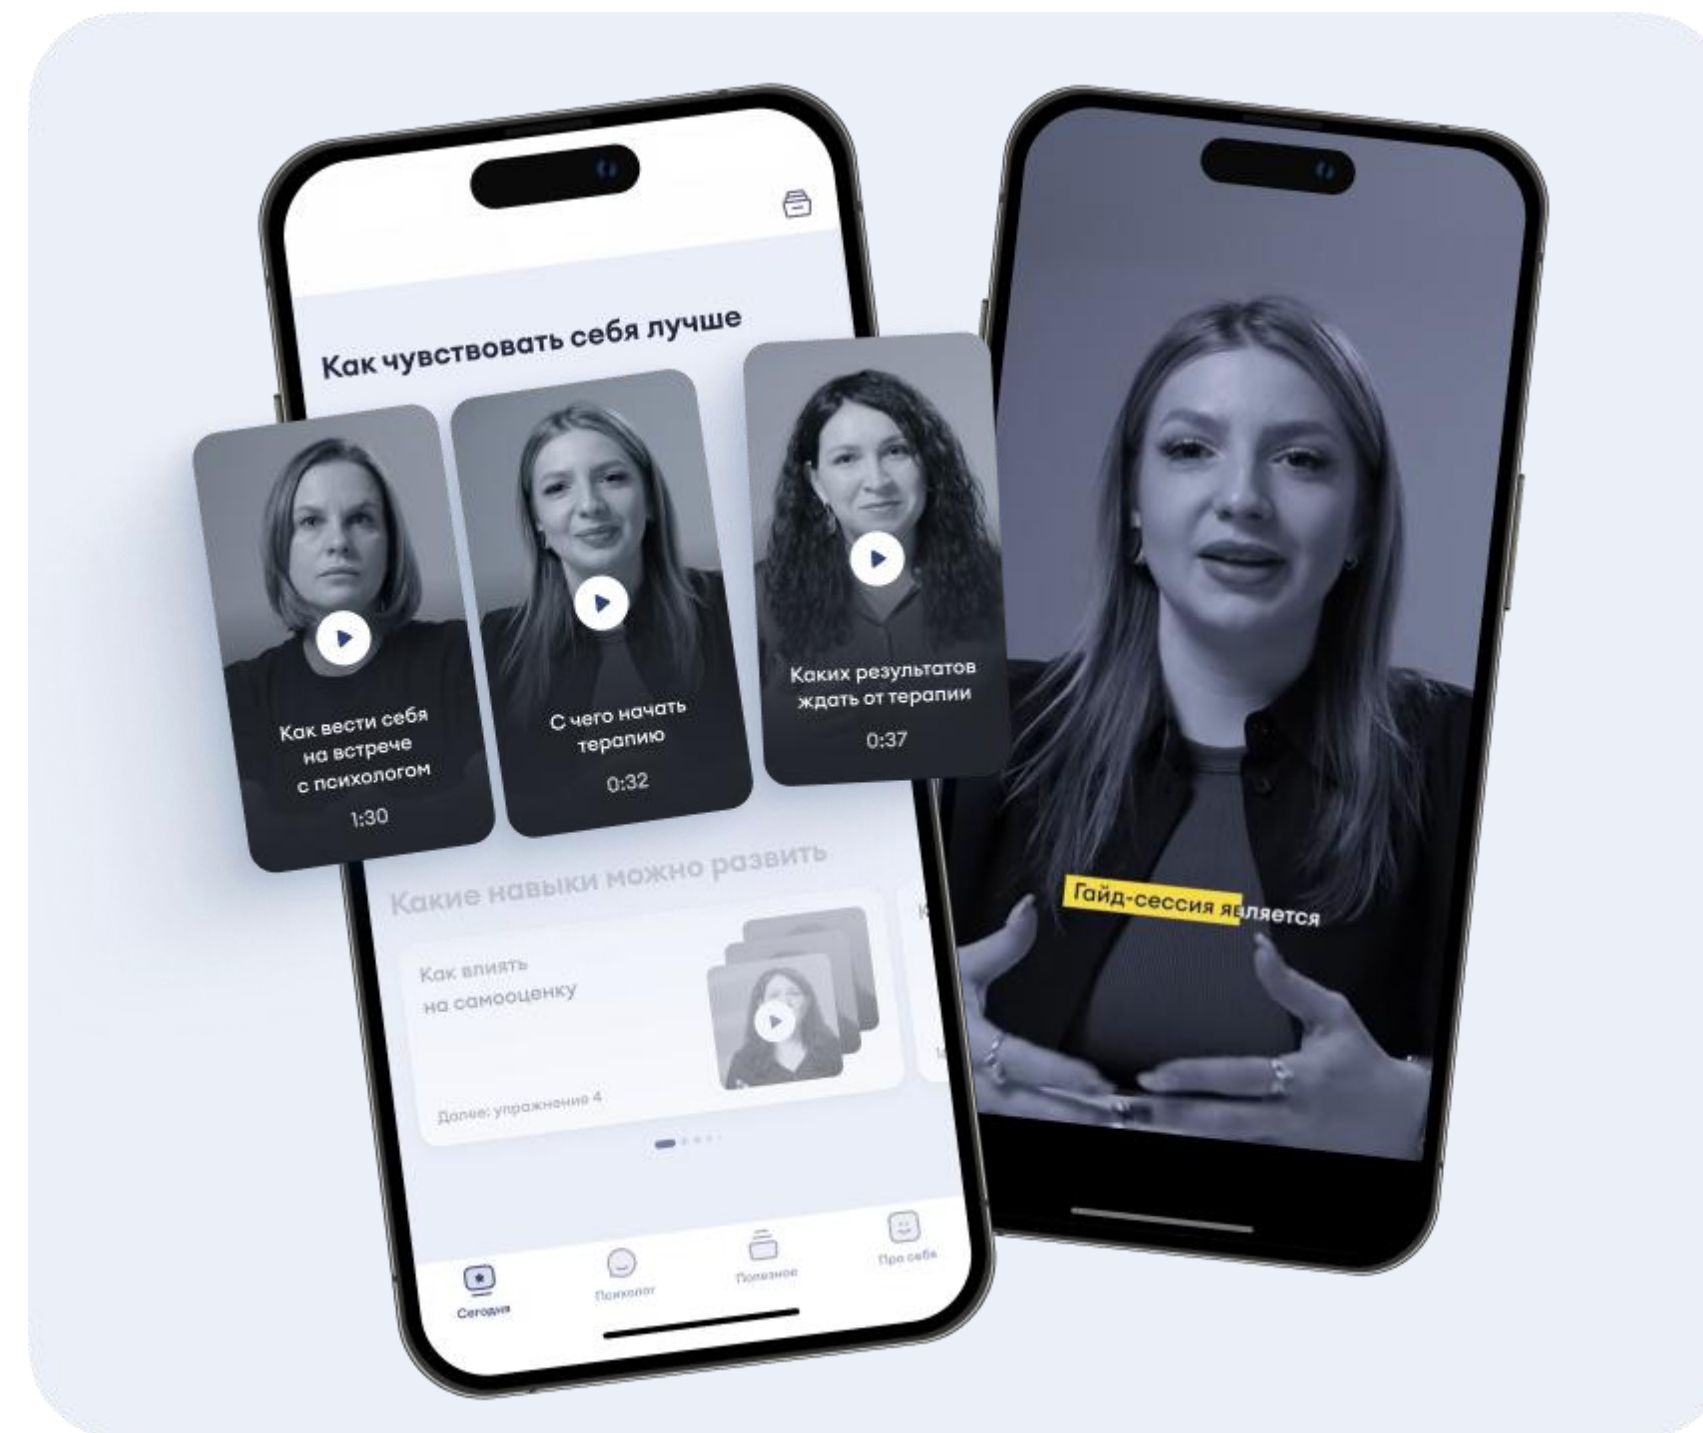 Как чувствовать себя лучше
Как вести себя
на встрече
с психологом
1:30
С чего начать
терапию
0:32
Каких результатов
ждать от терапии
0:37
Какие навыки можно развить
Как влиять
на самооценку
Далее: упражнение 4
Сегодня
Психолог
Полезное
Про себя
Гайд-сессия является